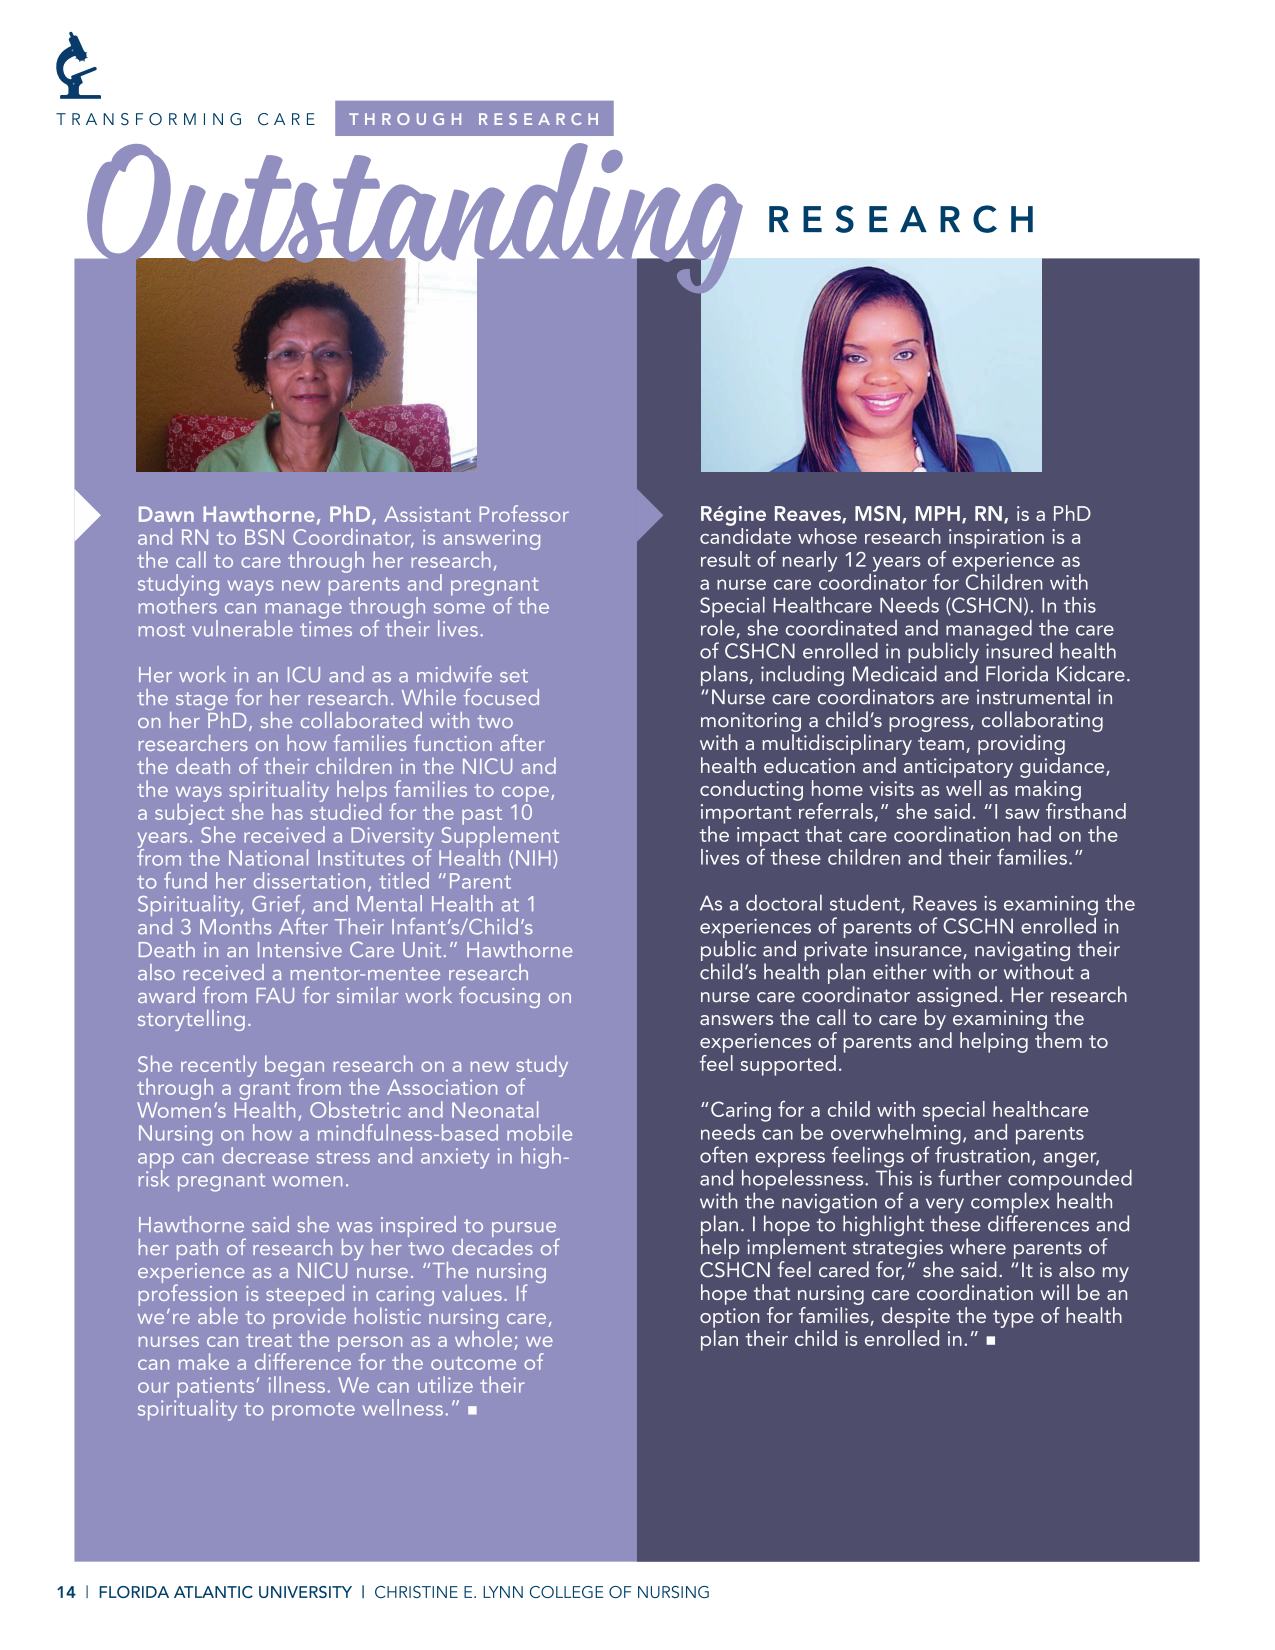 TRANSFORMING CARE THROUGH RESEARCH
Outstanding RESEARCH
Dawn Hawthorne, PhD, Assistant Professor
and RN to BSN Coordinator, is answering
the call to care through her research,
studying ways new parents and pregnant
mothers can manage through some of the
most vulnerable times of their lives.
Her work in an ICU and as a midwife set
the stage for her research. While focused
on her PhD, she collaborated with two
researchers on how families function after
the death of their children in the NICU and
the ways spirituality helps families to cope,
a subject she has studied for the past 10
years. She received a Diversity Supplement
from the National Institutes of Health (NIH)
to fund her dissertation, titled “Parent
Spirituality, Grief, and Mental Health at 1
and 3 Months After Their Infant’s/Child’s
Death in an Intensive Care Unit.” Hawthorne
also received a mentor-mentee research
award from FAU for similar work focusing on
storytelling.
She recently began research on a new study
through a grant from the Association of
Women’s Health, Obstetric and Neonatal
Nursing on how a mindfulness-based mobile
app can decrease stress and anxiety in high-
risk pregnant women.
Hawthorne said she was inspired to pursue
her path of research by her two decades of
experience as a NICU nurse. “The nursing
profession is steeped in caring values. If
we’re able to provide holistic nursing care,
nurses can treat the person as a whole; we
can make a difference for the outcome of
our patients’ illness. We can utilize their
spirituality to promote wellness.” ■
Régine Reaves, MSN, MPH, RN, is a PhD
candidate whose research inspiration is a
result of nearly 12 years of experience as
a nurse care coordinator for Children with
Special Healthcare Needs (CSHCN). In this
role, she coordinated and managed the care
of CSHCN enrolled in publicly insured health
plans, including Medicaid and Florida Kidcare.
“Nurse care coordinators are instrumental in
monitoring a child’s progress, collaborating
with a multidisciplinary team, providing
health education and anticipatory guidance,
conducting home visits as well as making
important referrals,” she said. “I saw firsthand
the impact that care coordination had on the
lives of these children and their families.”
As a doctoral student, Reaves is examining the
experiences of parents of CSCHN enrolled in
public and private insurance, navigating their
child’s health plan either with or without a
nurse care coordinator assigned. Her research
answers the call to care by examining the
experiences of parents and helping them to
feel supported.
“Caring for a child with special healthcare
needs can be overwhelming, and parents
often express feelings of frustration, anger,
and hopelessness. This is further compounded
with the navigation of a very complex health
plan. I hope to highlight these differences and
help implement strategies where parents of
CSHCN feel cared for,” she said. “It is also my
hope that nursing care coordination will be an
option for families, despite the type of health
plan their child is enrolled in.” ■
14 | FLORIDA ATLANTIC UNIVERSITY | CHRISTINE E. LYNN COLLEGE OF NURSING